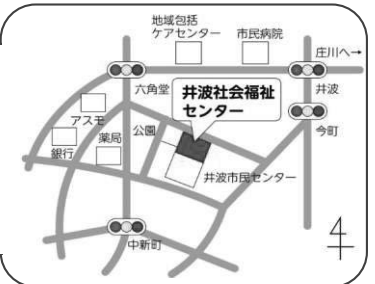 地域包括
ケアセンター
市民病院
庄川へ→
六角堂
井波社会福祉
センター
井波
アスモ
公園
今町
薬局
銀行
井波市民センター
中新町